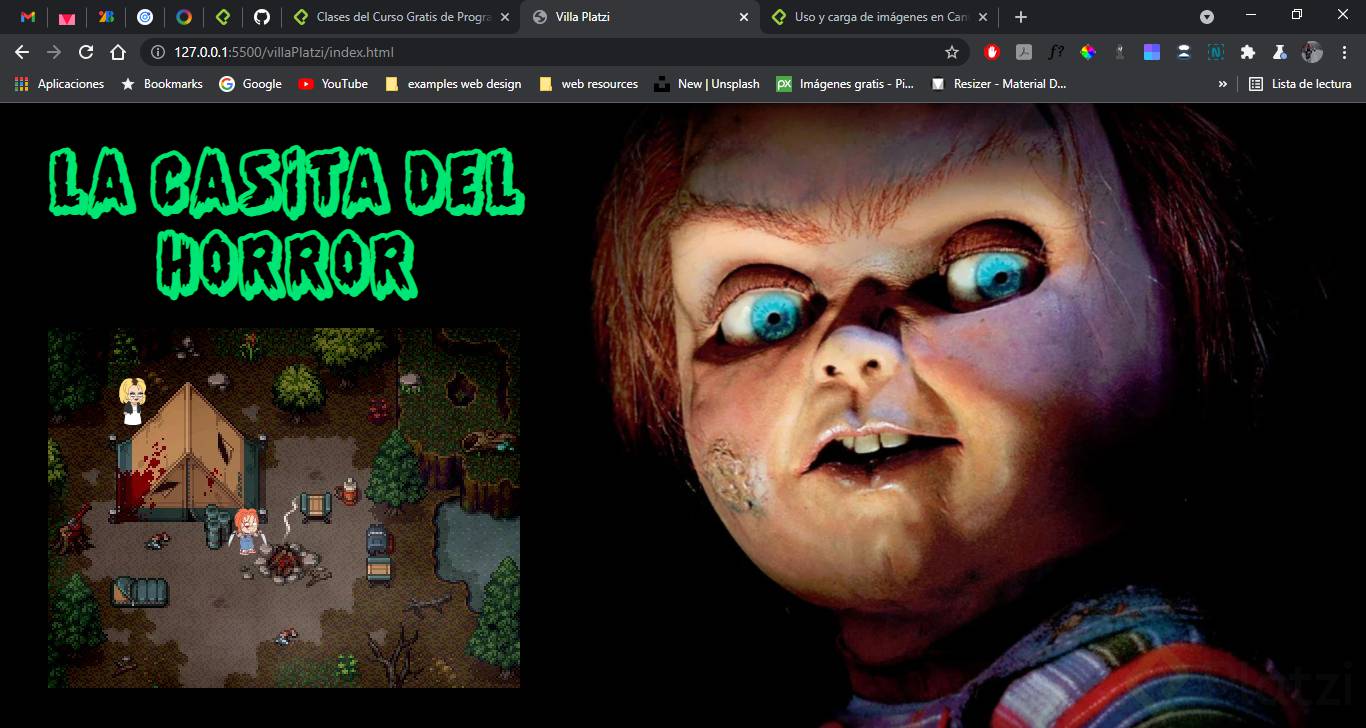 Clases del Curso Gratis de Progra
Villa Platzi
Uso y carga de imágenes en Can
127.0.0.1:5500/villaPlatzi/index.html
f?
Aplicaciones
Bookmarks
Google
YouTube
examples web design
web resources
New | Unsplash
px
Imágenes gratis - Pi...
Resizer - Material D...
»
Lista de lectura
LA CASITA DEL
HORROR